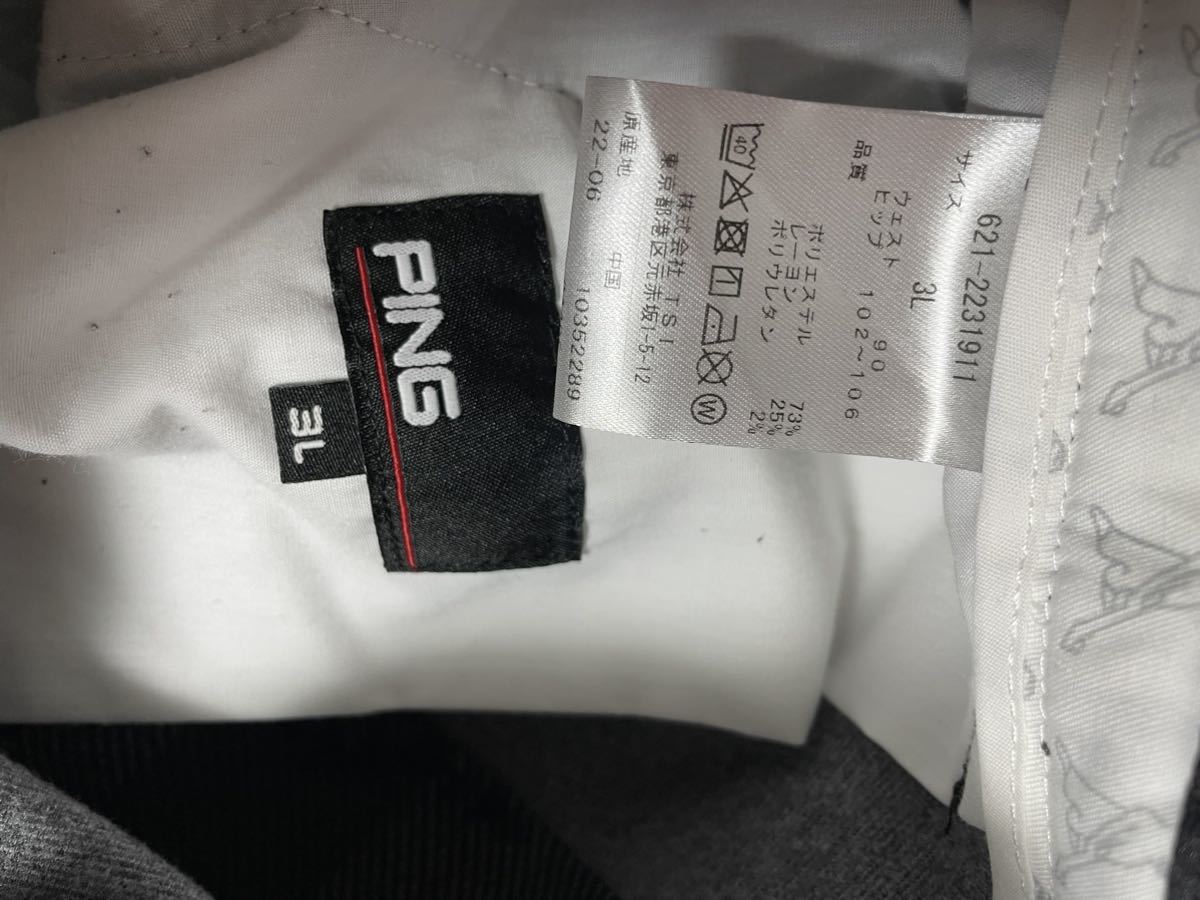 PING
3L
621-2231911
サイズ 3L
ウェスト 90
ヒップ 102~106
品質
ポリエステル 73%
レーヨン 25%
ポリウレタン 2%
40
W
株式会社 TSI
東京都港区元赤坂1-5-12
原産地 中国
22-06 10352289